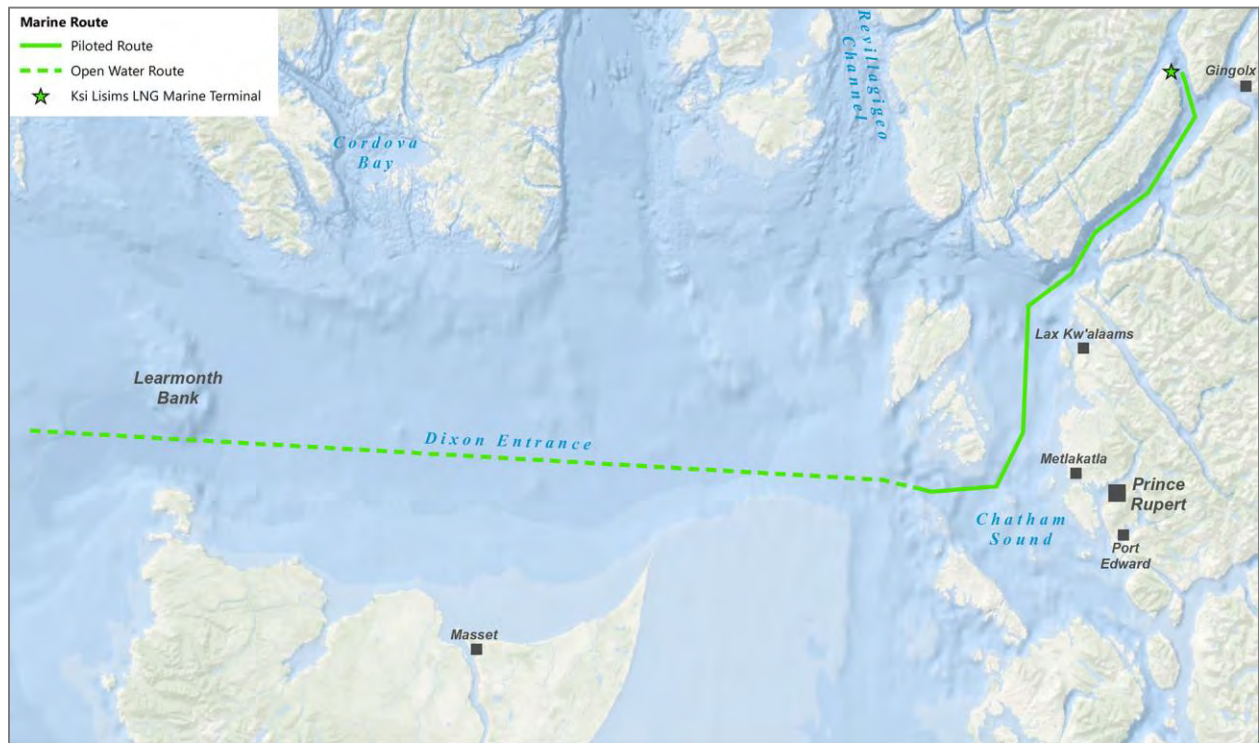 Marine Route
Piloted Route
Open Water Route
Ksi Lisims LNG Marine Terminal
Revillagigeo
Channel
Gingolx
Cordova
Bay
Lax Kw'alaams
Learmonth
Bank
Dixon Entrance
Metlakatla
Prince
Rupert
Chatham
Sound
Port
Edward
Masset